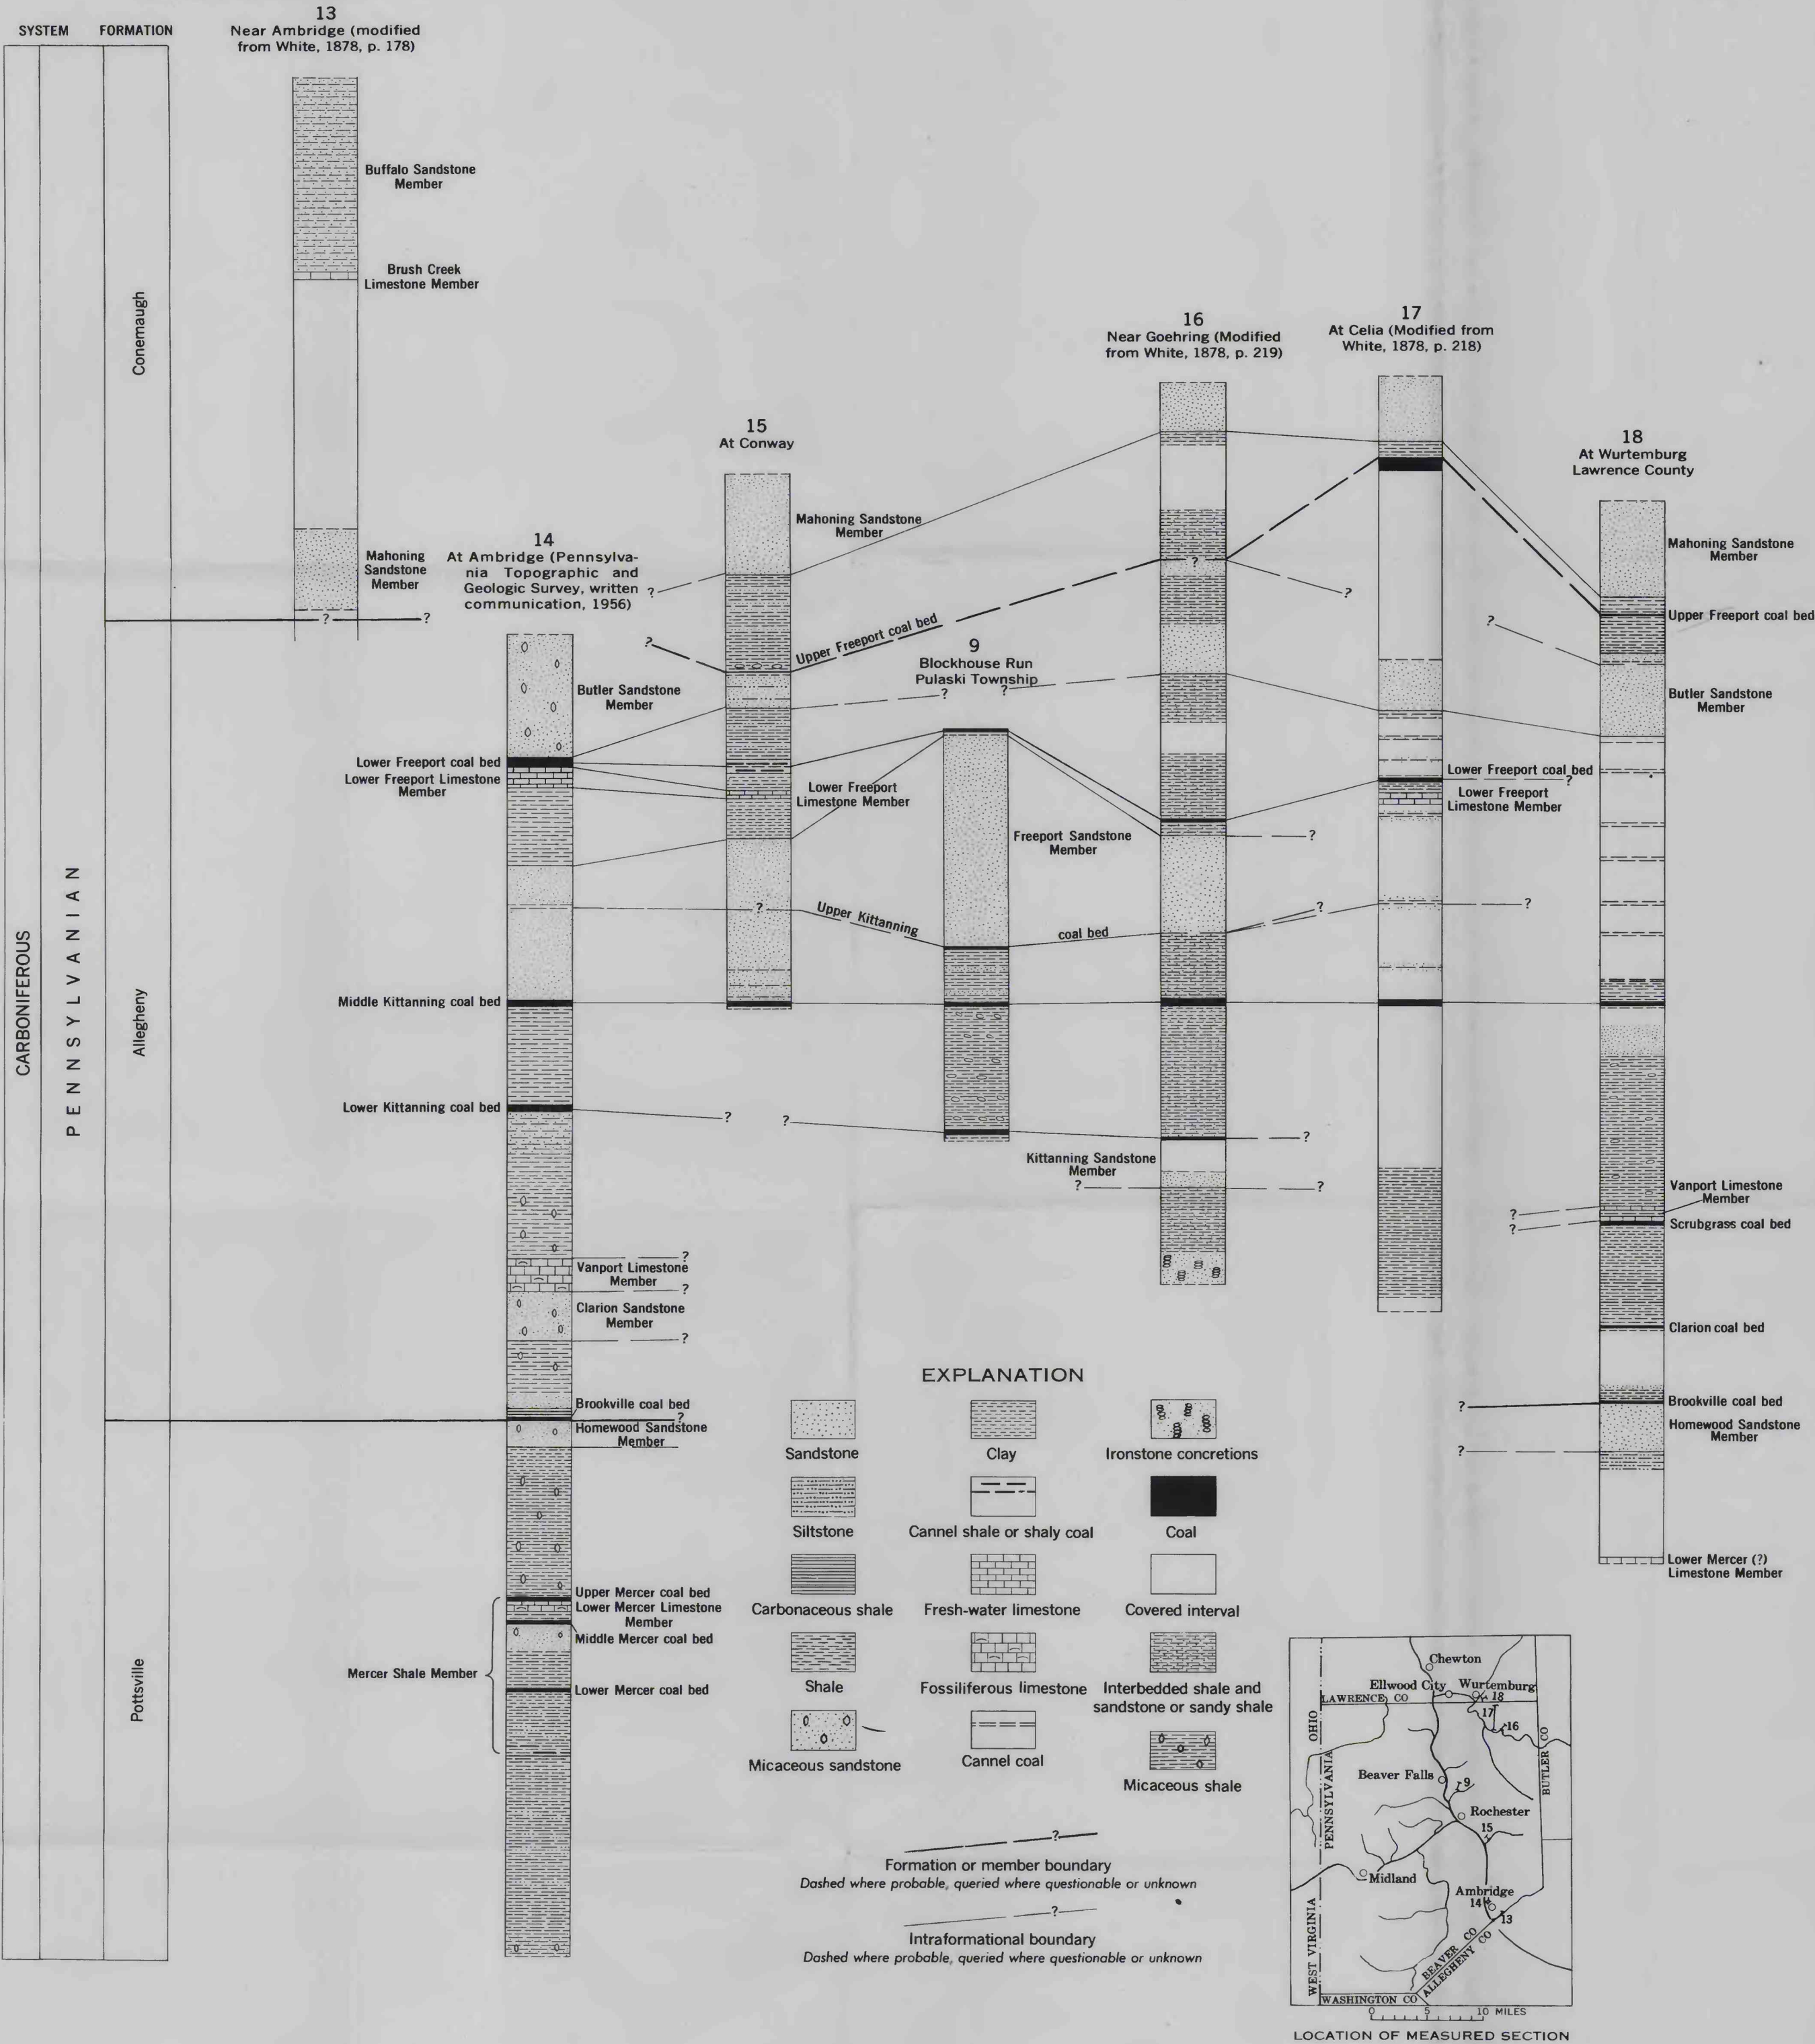 SYSTEM
FORMATION
CARBONIFEROUS
PENNSYLVANIAN
Conemaugh
Allegheny
Pottsville
13
Near Ambridge (modified
from White, 1878, p. 178)
Buffalo Sandstone
Member
Brush Creek
Limestone Member
Mahoning
Sandstone
Member
?
?
14
At Ambridge (Pennsylva-
nia Topographic and
Geologic Survey, written
communication, 1956)
Butler Sandstone
Member
Lower Freeport coal bed
Lower Freeport Limestone
Member
Middle Kittanning coal bed
Lower Kittanning coal bed
?
?
Vanport Limestone
Member
?
Clarion Sandstone
Member
?
Brookville coal bed
?
Homewood Sandstone
Member
Upper Mercer coal bed
Lower Mercer Limestone
Member
Middle Mercer coal bed
Mercer Shale Member
Lower Mercer coal bed
15
At Conway
Mahoning Sandstone
Member
?
?
Upper Freeport coal bed
Lower Freeport
Limestone Member
?
Upper Kittanning
coal bed
9
Blockhouse Run
Pulaski Township
?
?
Freeport Sandstone
Member
?
16
Near Goehring (Modified
from White, 1878, p. 219)
?
?
?
?
?
Kittanning Sandstone
Member
?
?
17
At Celia (Modified from
White, 1878, p. 218)
Lower Freeport coal bed
?
Lower Freeport
Limestone Member
?
18
At Wurtemburg
Lawrence County
Mahoning Sandstone
Member
Upper Freeport coal bed
?
Butler Sandstone
Member
Vanport Limestone
Member
?
?
Scrubgrass coal bed
Clarion coal bed
Brookville coal bed
?
Homewood Sandstone
Member
?
Lower Mercer (?)
Limestone Member
EXPLANATION
Sandstone
Clay
Ironstone concretions
Siltstone
Cannel shale or shaly coal
Coal
Carbonaceous shale
Fresh-water limestone
Covered interval
Shale
Fossiliferous limestone
Interbedded shale and
sandstone or sandy shale
Micaceous sandstone
Cannel coal
Micaceous shale
?
Formation or member boundary
Dashed where probable, queried where questionable or unknown
?
Intraformational boundary
Dashed where probable, queried where questionable or unknown
Chewton
Ellwood City
Wurtemburg
18
LAWRENCE CO
17
16
OHIO
PENNSYLVANIA
BUTLER CO
Beaver Falls
9
Rochester
15
Midland
Ambridge
14
13
WEST VIRGINIA
BEAVER CO
ALLEGHENY CO
WASHINGTON CO
0 5 10 MILES
LOCATION OF MEASURED SECTION